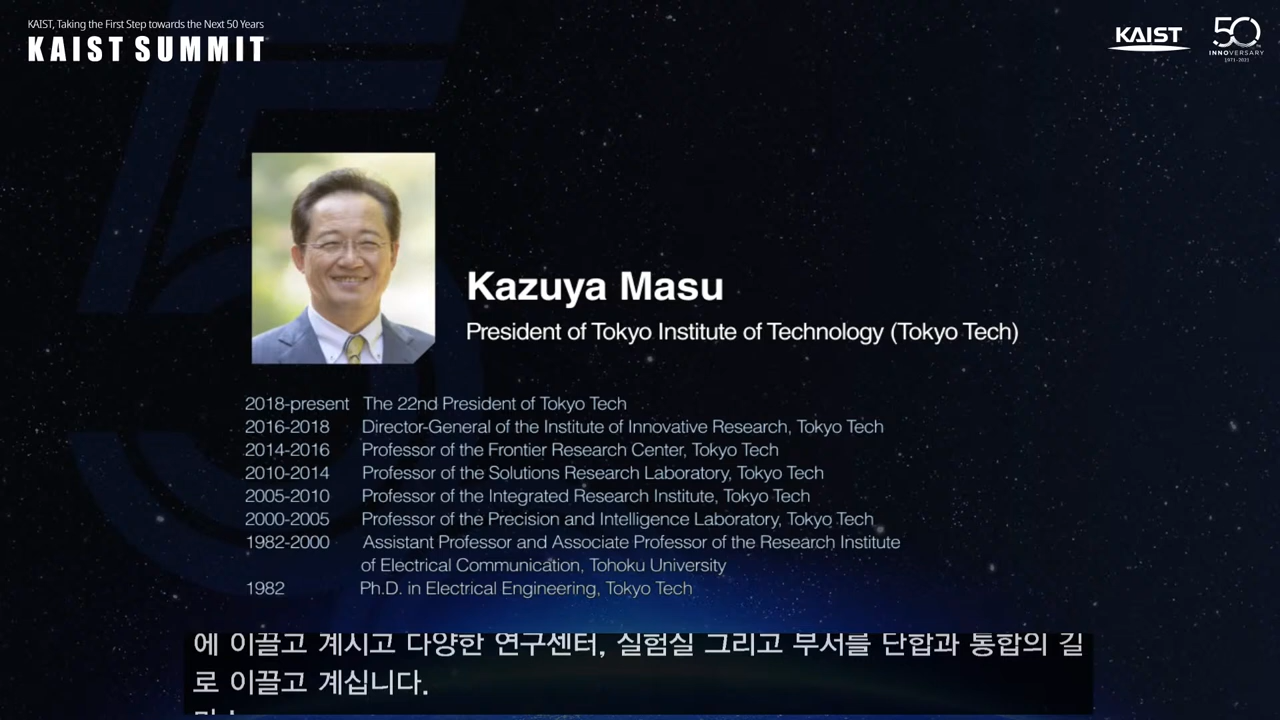 KAIST, Taking the First Step towards the Next 50 Years
KAIST SUMMIT
KAIST
50
INNOVERSARY
1971-2021
Kazuya Masu
President of Tokyo Institute of Technology (Tokyo Tech)
2018-present The 22nd President of Tokyo Tech
2016-2018 Director-General of the Institute of Innovative Research, Tokyo Tech
2014-2016 Professor of the Frontier Research Center, Tokyo Tech
2010-2014 Professor of the Solutions Research Laboratory, Tokyo Tech
2005-2010 Professor of the Integrated Research Institute, Tokyo Tech
2000-2005 Professor of the Precision and Intelligence Laboratory, Tokyo Tech
1982-2000 Assistant Professor and Associate Professor of the Research Institute
of Electrical Communication, Tohoku University
1982 Ph.D. in Electrical Engineering, Tokyo Tech
에 이끌고 계시고 다양한 연구센터, 실험실 그리고 부서를 단합과 통합의 길
로 이끌고 계십니다.